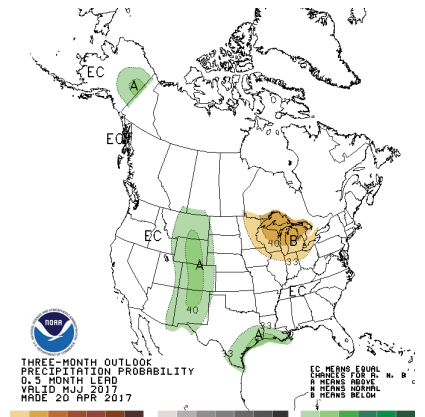 EC
A
EC
EC
40
B
33
A
EC
40
33
A
33
NOAA
THREE-MONTH OUTLOOK
PRECIPITATION PROBABILITY
0.5 MONTH LEAD
VALID MJJ 2017
MADE 20 APR 2017
EC MEANS EQUAL
CHANCES FOR A, N, B
A MEANS ABOVE
N MEANS NORMAL
B MEANS BELOW